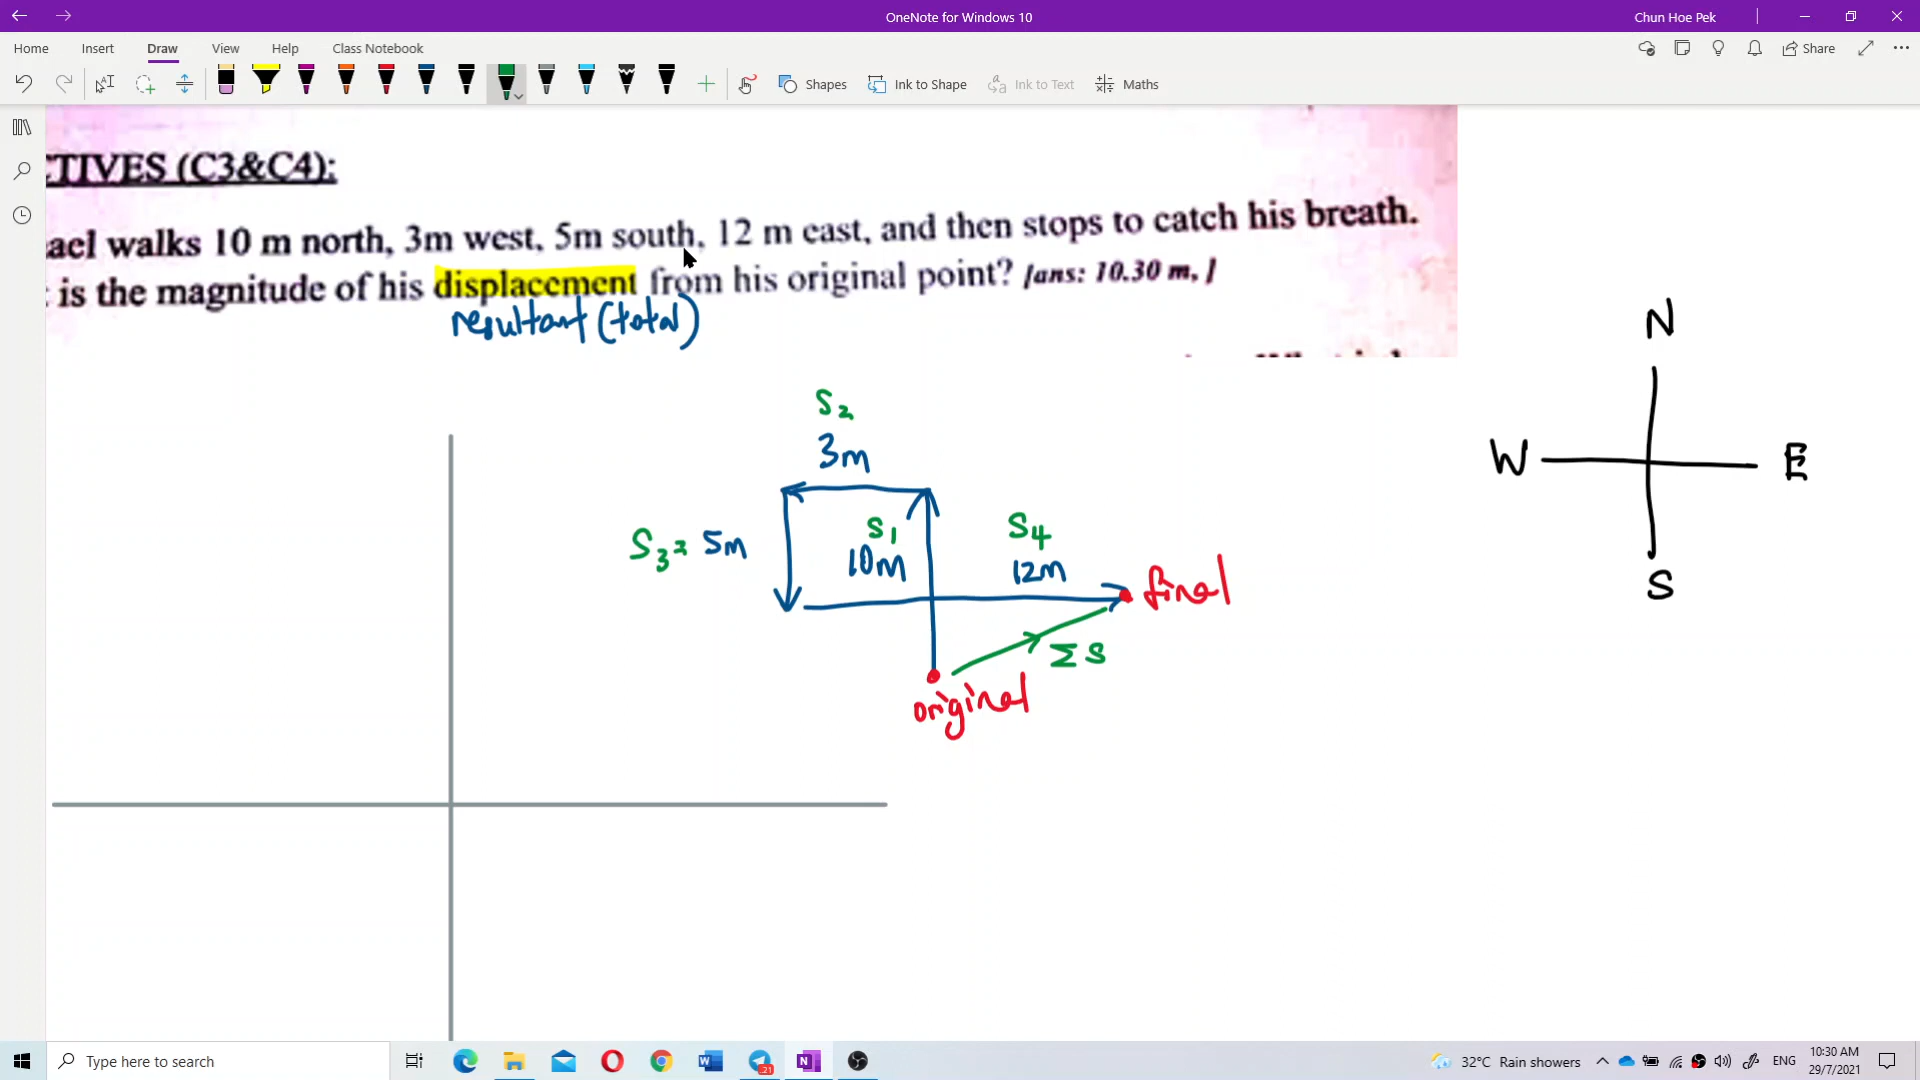 OneNote for Windows 10
Chun Hoe Pek
Home Insert Draw View Help Class Notebook
Share
Shapes Ink to Shape Ink to Text Maths
CTIVES (C3&C4):
ael walks 10 m north, 3m west, 5m south, 12 m east, and then stops to catch his breath.
is the magnitude of his displacement from his original point? [ans: 10.30 m, ]
resultant (total)
N
W E
S
S₂
3m
S₃ = 5m
S₁
10m
S₄
12m
final
ΣS
original
Type here to search
21
32°C Rain showers
ENG
10:30 AM
29/7/2021